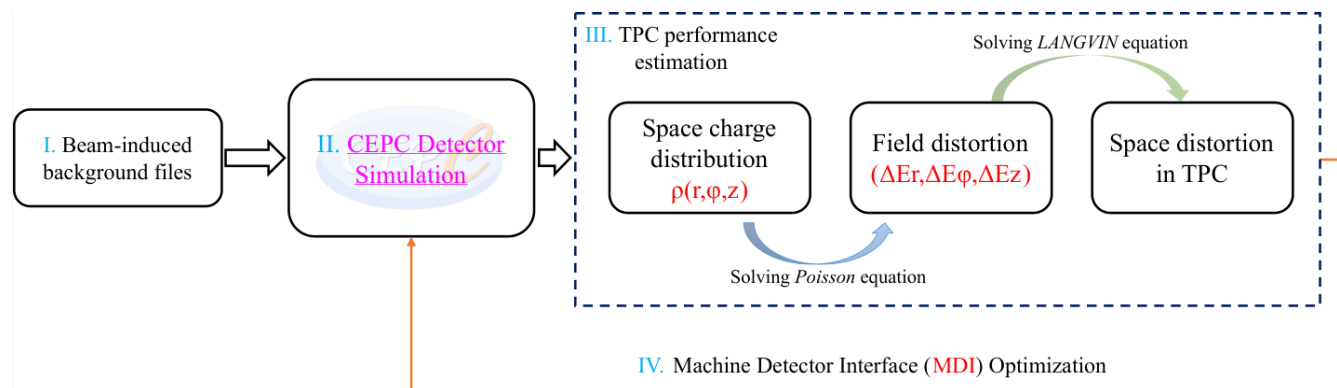 I. Beam-induced
background files
II. CEPC Detector
Simulation
III. TPC performance
estimation
Solving LANGVIN equation
Space charge
distribution
ρ(r,φ,z)
Field distortion
(ΔEr,ΔEφ,ΔEz)
Space distortion
in TPC
Solving Poisson equation
IV. Machine Detector Interface (MDI) Optimization